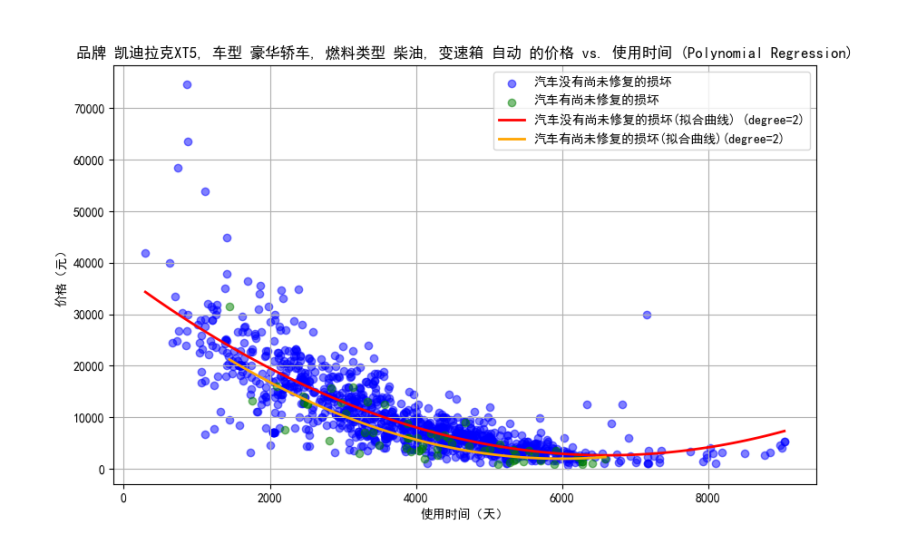 品牌 凯迪拉克XT5, 车型 豪华轿车, 燃料类型 柴油, 变速箱 自动 的价格 vs. 使用时间 (Polynomial Regression)
汽车没有尚未修复的损坏
汽车有尚未修复的损坏
汽车没有尚未修复的损坏(拟合曲线) (degree=2)
汽车有尚未修复的损坏(拟合曲线)(degree=2)
价格（元）
70000
60000
50000
40000
30000
20000
10000
0
0 2000 4000 6000 8000
使用时间（天）